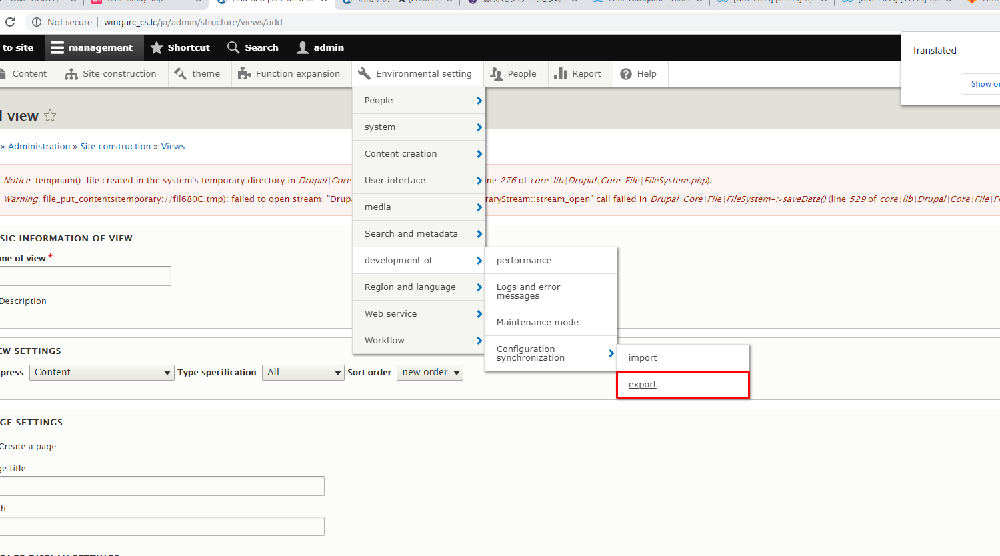 Not secure wingarc_cs.lc/ja/admin/structure/views/add
to site management Shortcut Search admin
Translated
Content Site construction theme Function expansion Environmental setting People Report Help
Show or
People
view
system
» Administration » Site construction » Views
Content creation
User interface
Notice: tempnam(): file created in the system's temporary directory in Drupal|Core
ne 276 of core|lib|Drupal|Core|File|FileSystem.php).
Warning: file_put_contents(temporary://fil680C.tmp): failed to open stream: "Drupa
raryStream::stream_open" call failed in Drupal|Core|File|FileSystem->saveData() (line 529 of core|lib|Drupal|Core|File|Fil
media
Search and metadata
SIC INFORMATION OF VIEW
me of view *
development of
performance
Region and language
Logs and error
messages
Description
Web service
Maintenance mode
Workflow
Configuration
synchronization
EW SETTINGS
import
press: Content Type specification: All Sort order: new order
export
GE SETTINGS
Create a page
ge title
th